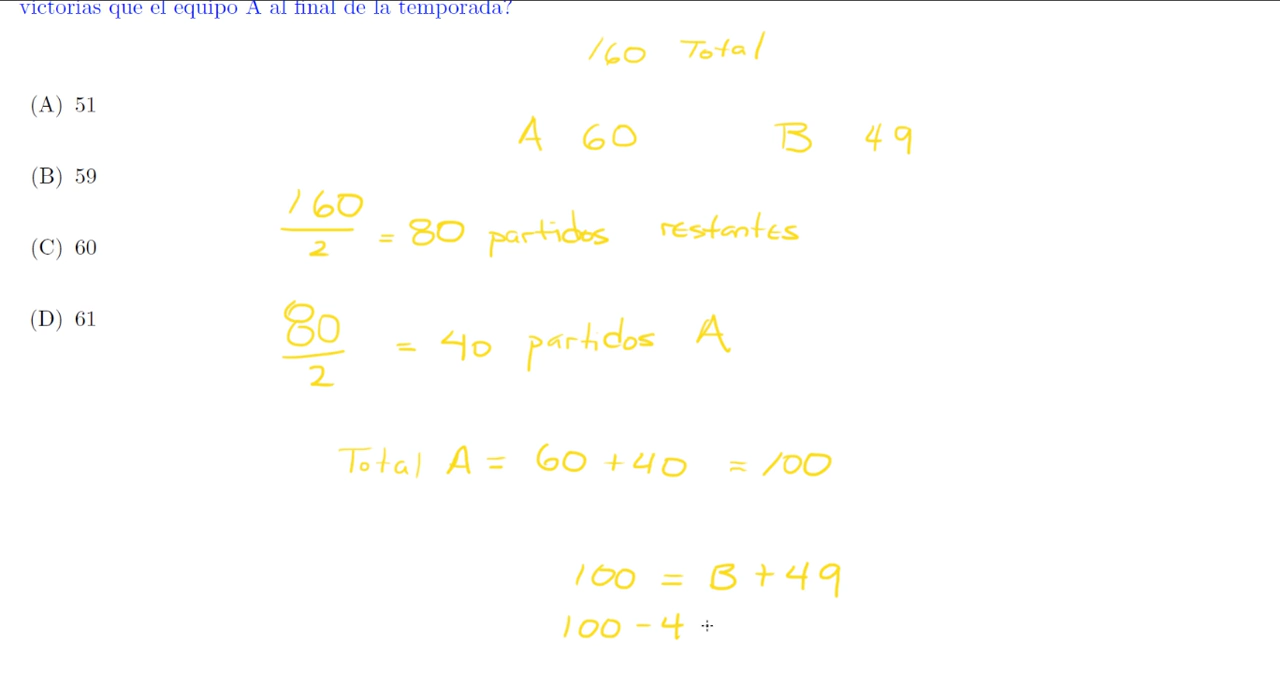 victorias que el equipo A al final de la temporada?
160 Total
(A) 51
A 60 B 49
(B) 59
160/2 = 80 partidos restantes
(C) 60
(D) 61
80/2 = 40 partidos A
Total A = 60 + 40 = 100
100 = B + 49
100 - 4